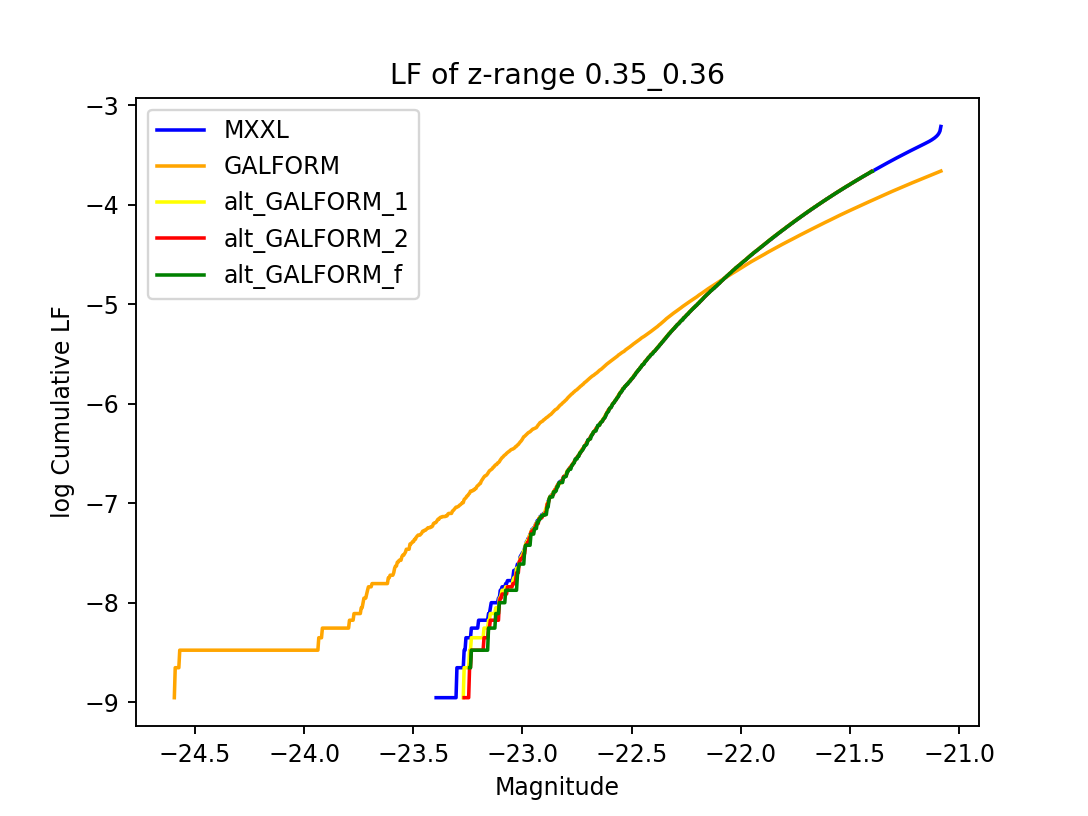 LF of z-range 0.35_0.36
MXXL
GALFORM
alt_GALFORM_1
alt_GALFORM_2
alt_GALFORM_f
log Cumulative LF
−3
−4
−5
−6
−7
−8
−9
−24.5
−24.0
−23.5
−23.0
−22.5
−22.0
−21.5
−21.0
Magnitude